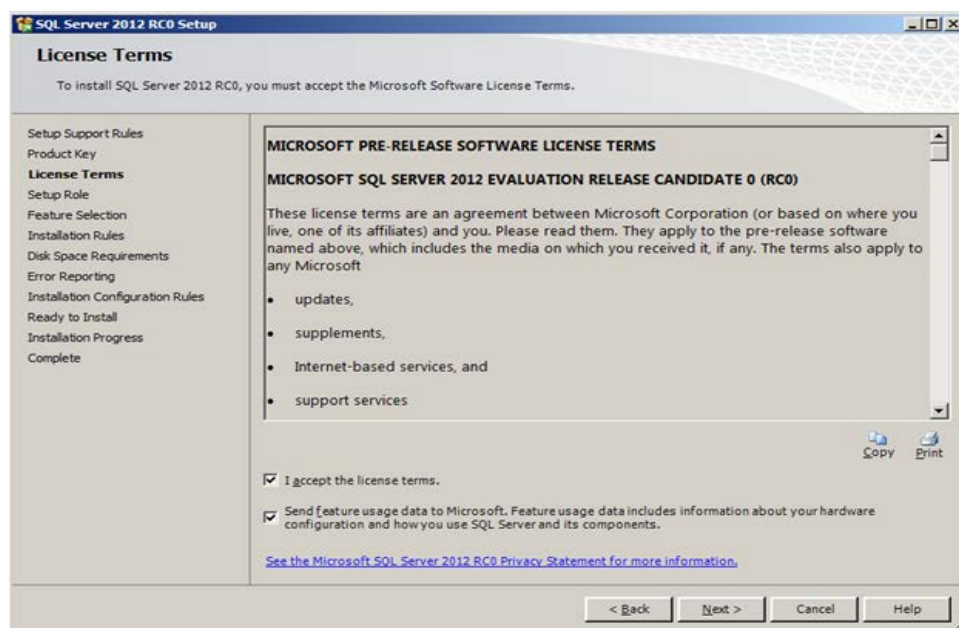 SQL Server 2012 RC0 Setup
License Terms
To install SQL Server 2012 RC0, you must accept the Microsoft Software License Terms.
Setup Support Rules
Product Key
License Terms
Setup Role
Feature Selection
Installation Rules
Disk Space Requirements
Error Reporting
Installation Configuration Rules
Ready to Install
Installation Progress
Complete
MICROSOFT PRE-RELEASE SOFTWARE LICENSE TERMS
MICROSOFT SQL SERVER 2012 EVALUATION RELEASE CANDIDATE 0 (RC0)
These license terms are an agreement between Microsoft Corporation (or based on where you
live, one of its affiliates) and you. Please read them. They apply to the pre-release software
named above, which includes the media on which you received it, if any. The terms also apply to
any Microsoft
• updates,
• supplements,
• Internet-based services, and
• support services
Copy Print
I accept the license terms.
Send feature usage data to Microsoft. Feature usage data includes information about your hardware
configuration and how you use SQL Server and its components.
See the Microsoft SQL Server 2012 RC0 Privacy Statement for more information.
< Back Next > Cancel Help